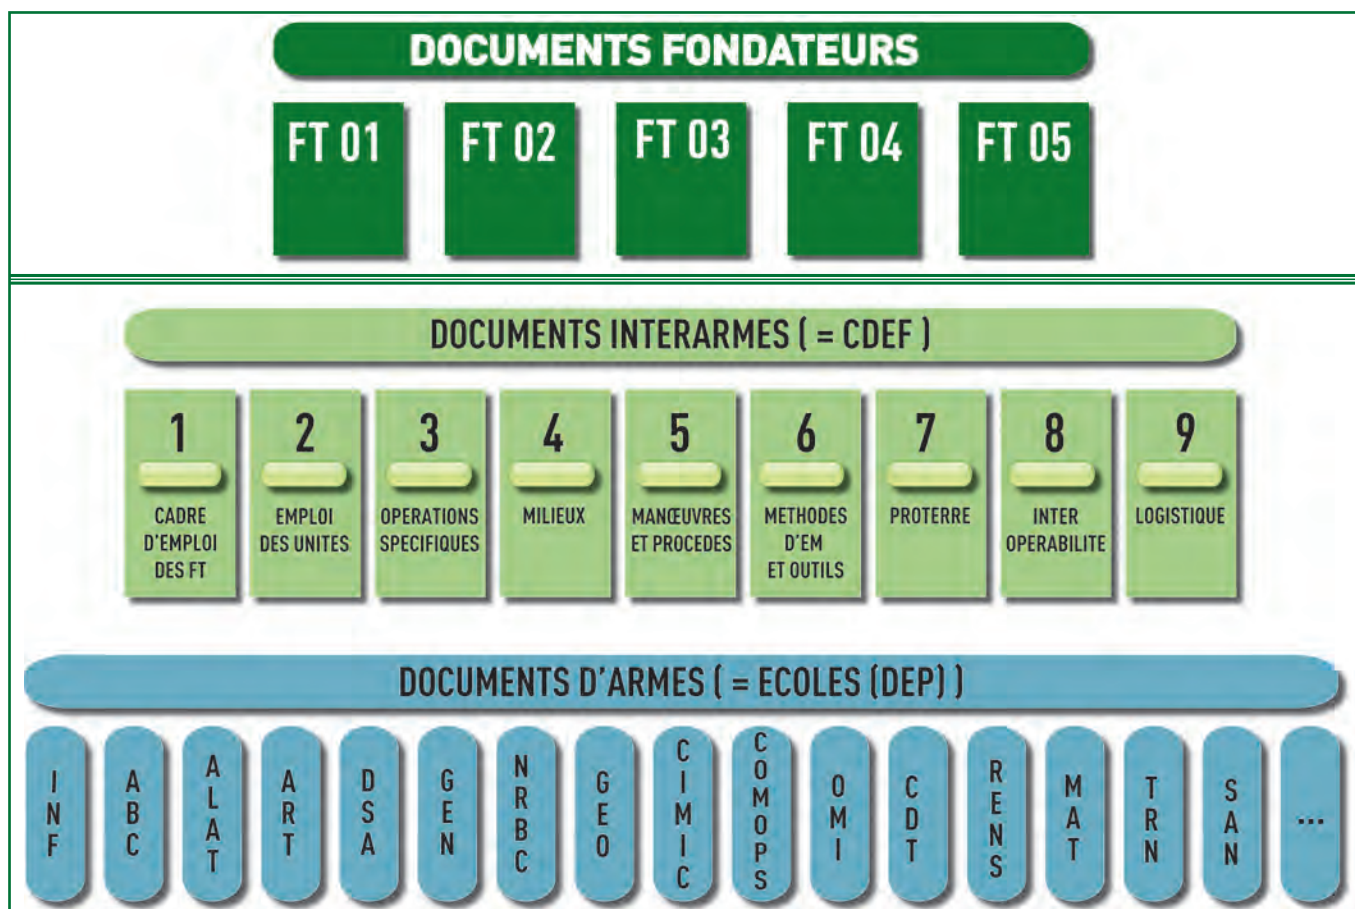 DOCUMENTS FONDATEURS
FT 01
FT 02
FT 03
FT 04
FT 05
DOCUMENTS INTERARMES ( = CDEF )
1
CADRE
D'EMPLOI
DES FT
2
EMPLOI
DES UNITES
3
OPERATIONS
SPECIFIQUES
4
MILIEUX
5
MANŒUVRES
ET PROCEDES
6
METHODES
D'EM
ET OUTILS
7
PROTERRE
8
INTER
OPERABILITE
9
LOGISTIQUE
DOCUMENTS D'ARMES ( = ECOLES (DEP) )
INF
ABC
ALAT
ART
DSA
GEN
NRBC
GEO
CIMIC
COMOPS
OMI
CDT
RENS
MAT
TRN
SAN
...